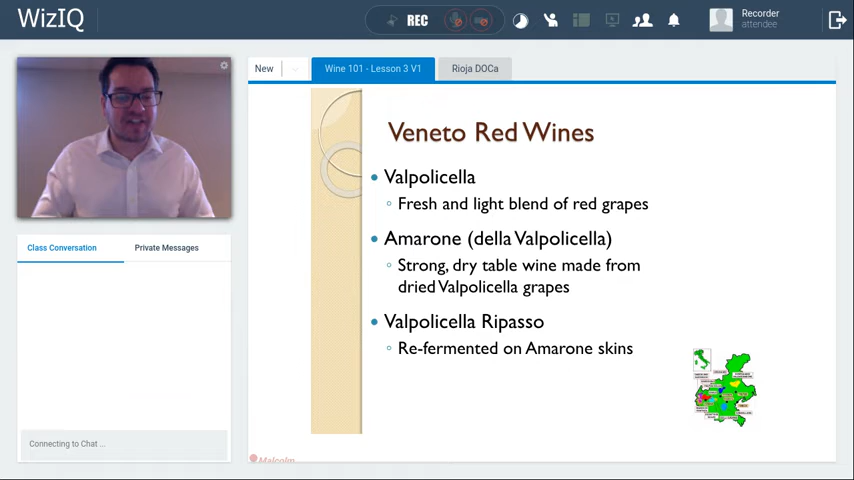 WizIQ
REC
Recorder
attendee
New
Wine 101 - Lesson 3 V1
Rioja DOCa
Veneto Red Wines
Valpolicella
Fresh and light blend of red grapes
Amarone (della Valpolicella)
Strong, dry table wine made from
dried Valpolicella grapes
Valpolicella Ripasso
Re-fermented on Amarone skins
Class Conversation
Private Messages
Connecting to Chat ...
Malcolm